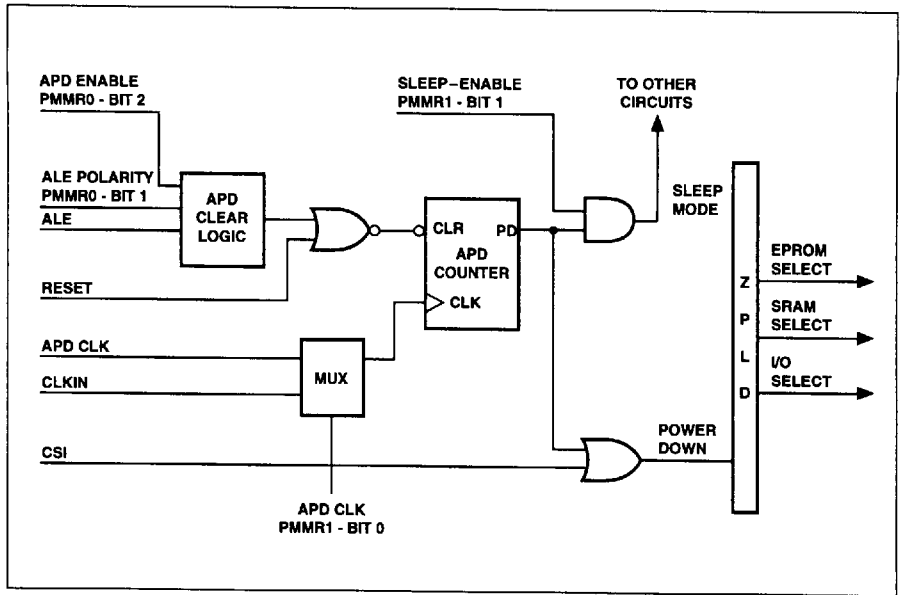 APD ENABLE
PMMR0 - BIT 2
SLEEP-ENABLE
PMMR1 - BIT 1
TO OTHER
CIRCUITS
ALE POLARITY
PMMR0 - BIT 1
ALE
APD
CLEAR
LOGIC
RESET
CLR
PD
APD
COUNTER
CLK
SLEEP
MODE
APD CLK
CLKIN
MUX
APD CLK
PMMR1 - BIT 0
CSI
POWER
DOWN
Z
P
L
D
EPROM
SELECT
SRAM
SELECT
I/O
SELECT